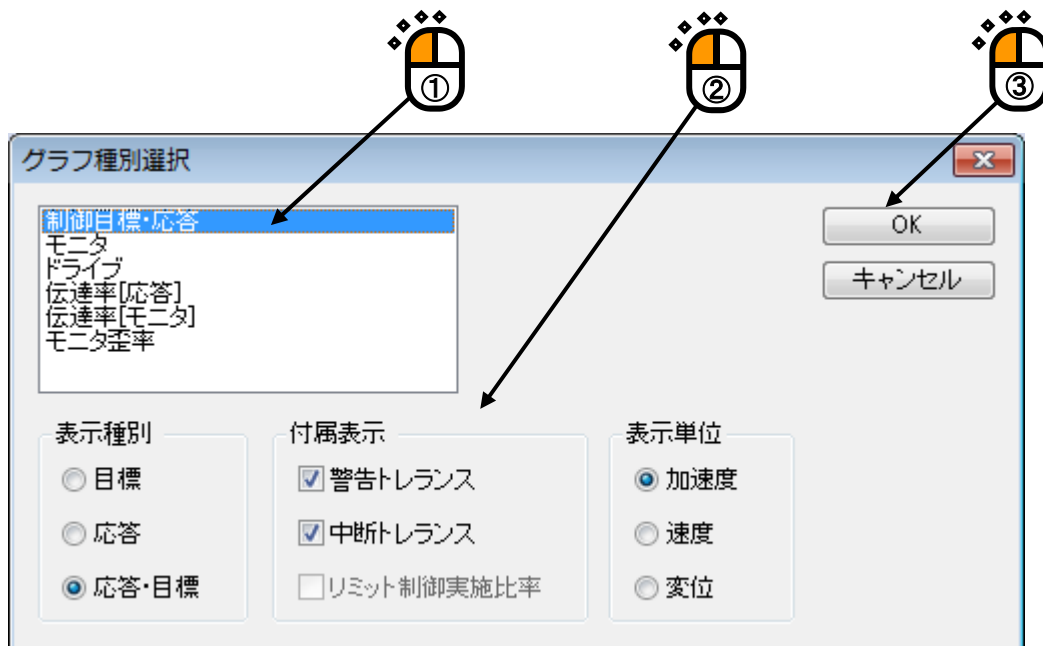 ① ② ③
グラフ種別選択
制御目標・応答
モニタ
ドライブ
伝達率[応答]
伝達率[モニタ]
モニタ歪率
OK
キャンセル
表示種別
目標
応答
応答・目標
付属表示
警告トレランス
中断トレランス
リミット制御実施比率
表示単位
加速度
速度
変位